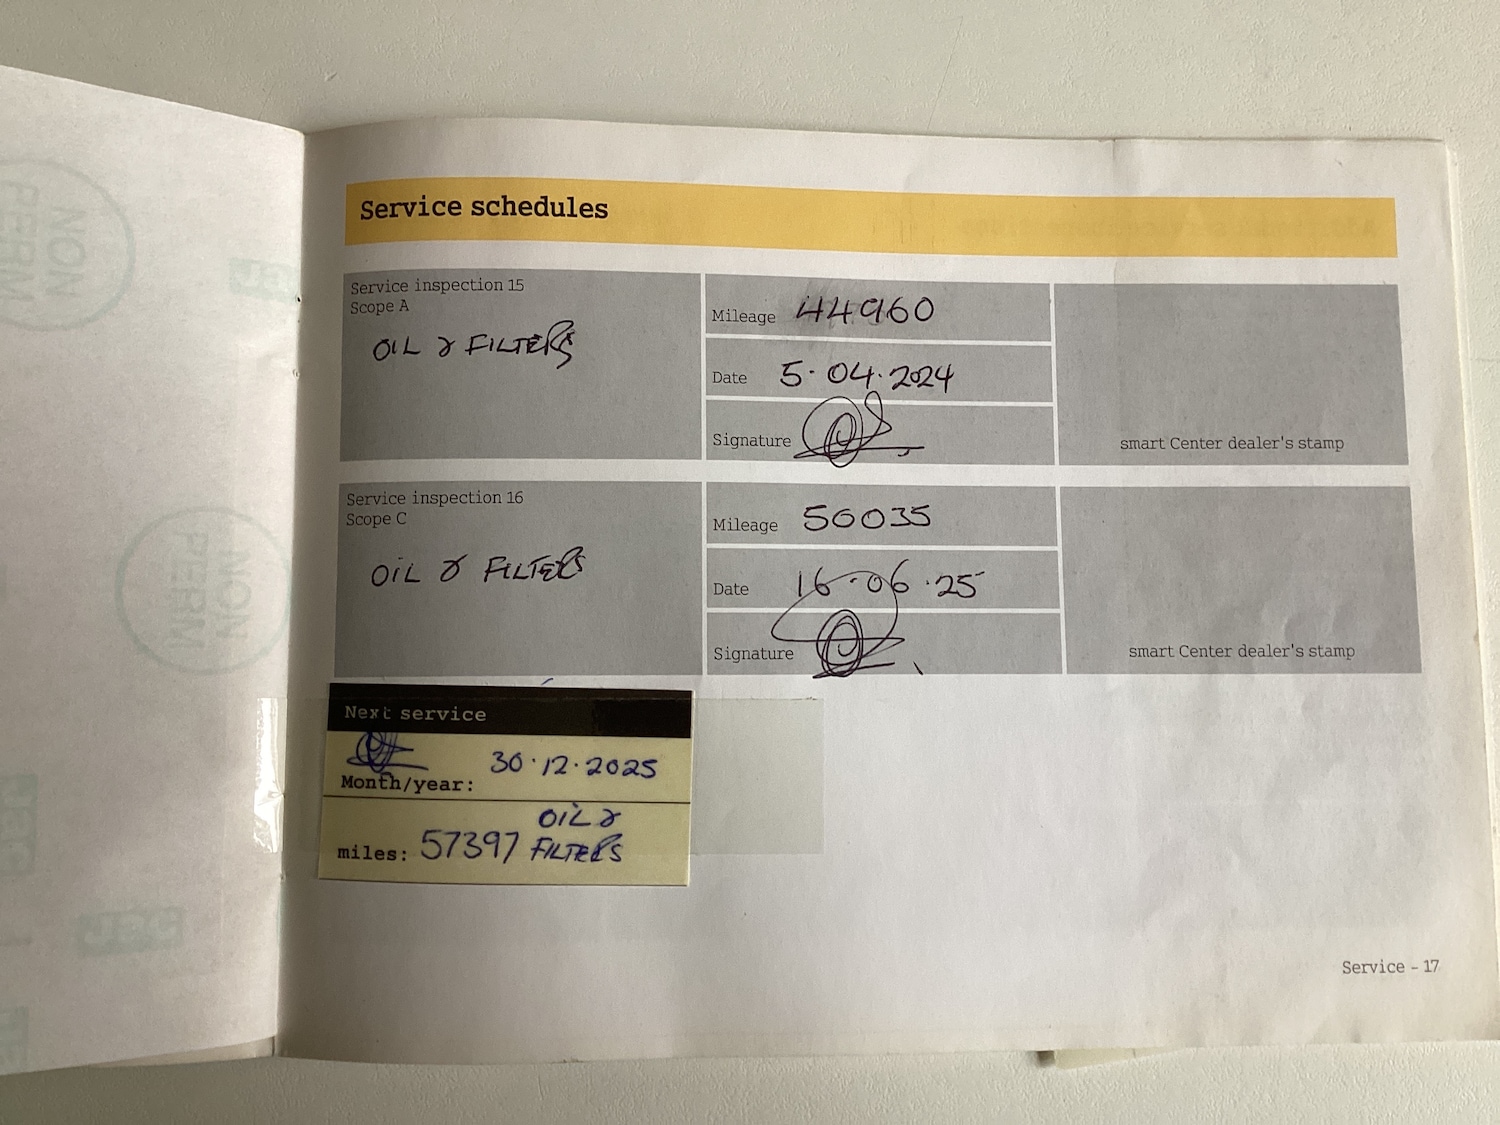 Service schedules
Service inspection 15
Scope A
OIL & FILTERS
Mileage 44960
Date 5.04.2024
Signature
smart Center dealer's stamp
Service inspection 16
Scope C
OIL & FILTERS
Mileage 50035
Date 16.06.25
Signature
smart Center dealer's stamp
Next service
Month/year: 30.12.2025
OIL &
miles: 57397 FILTERS
Service - 17